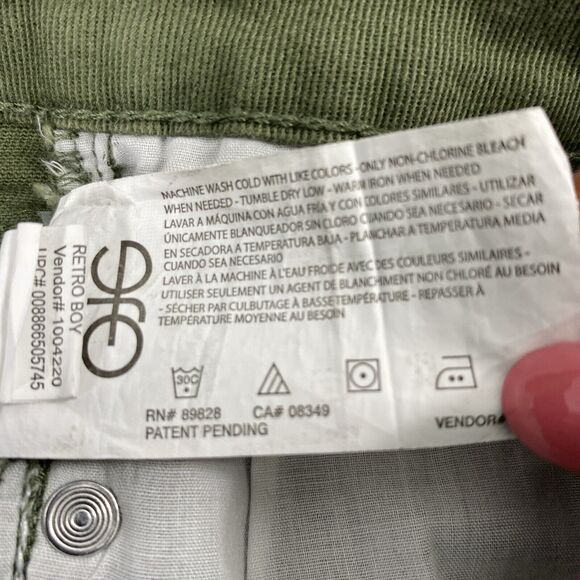 MACHINE WASH COLD WITH LIKE COLORS - ONLY NON-CHLORINE BLEACH
WHEN NEEDED - TUMBLE DRY LOW - WARM IRON WHEN NEEDED
LAVAR A MÁQUINA CON AGUA FRÍA Y CON COLORES SIMILARES - UTILIZAR
ÚNICAMENTE BLANQUEADOR SIN CLORO CUANDO SEA NECESARIO - SECAR
EN SECADORA A TEMPERATURA BAJA - PLANCHAR A TEMPERATURA MEDIA
CUANDO SEA NECESARIO
LAVER À LA MACHINE À L'EAU FROIDE AVEC DES COULEURS SIMILAIRES -
UTILISER SEULEMENT UN AGENT DE BLANCHIMENT NON CHLORÉ AU BESOIN
- SÉCHER PAR CULBUTAGE À BASSE TEMPÉRATURE - REPASSER À
TEMPÉRATURE MOYENNE AU BESOIN
30C
RN# 89828 CA# 08349
PATENT PENDING
VENDOR#
RETRO BOY
Vendor# 1004220
UPC# 008866505745